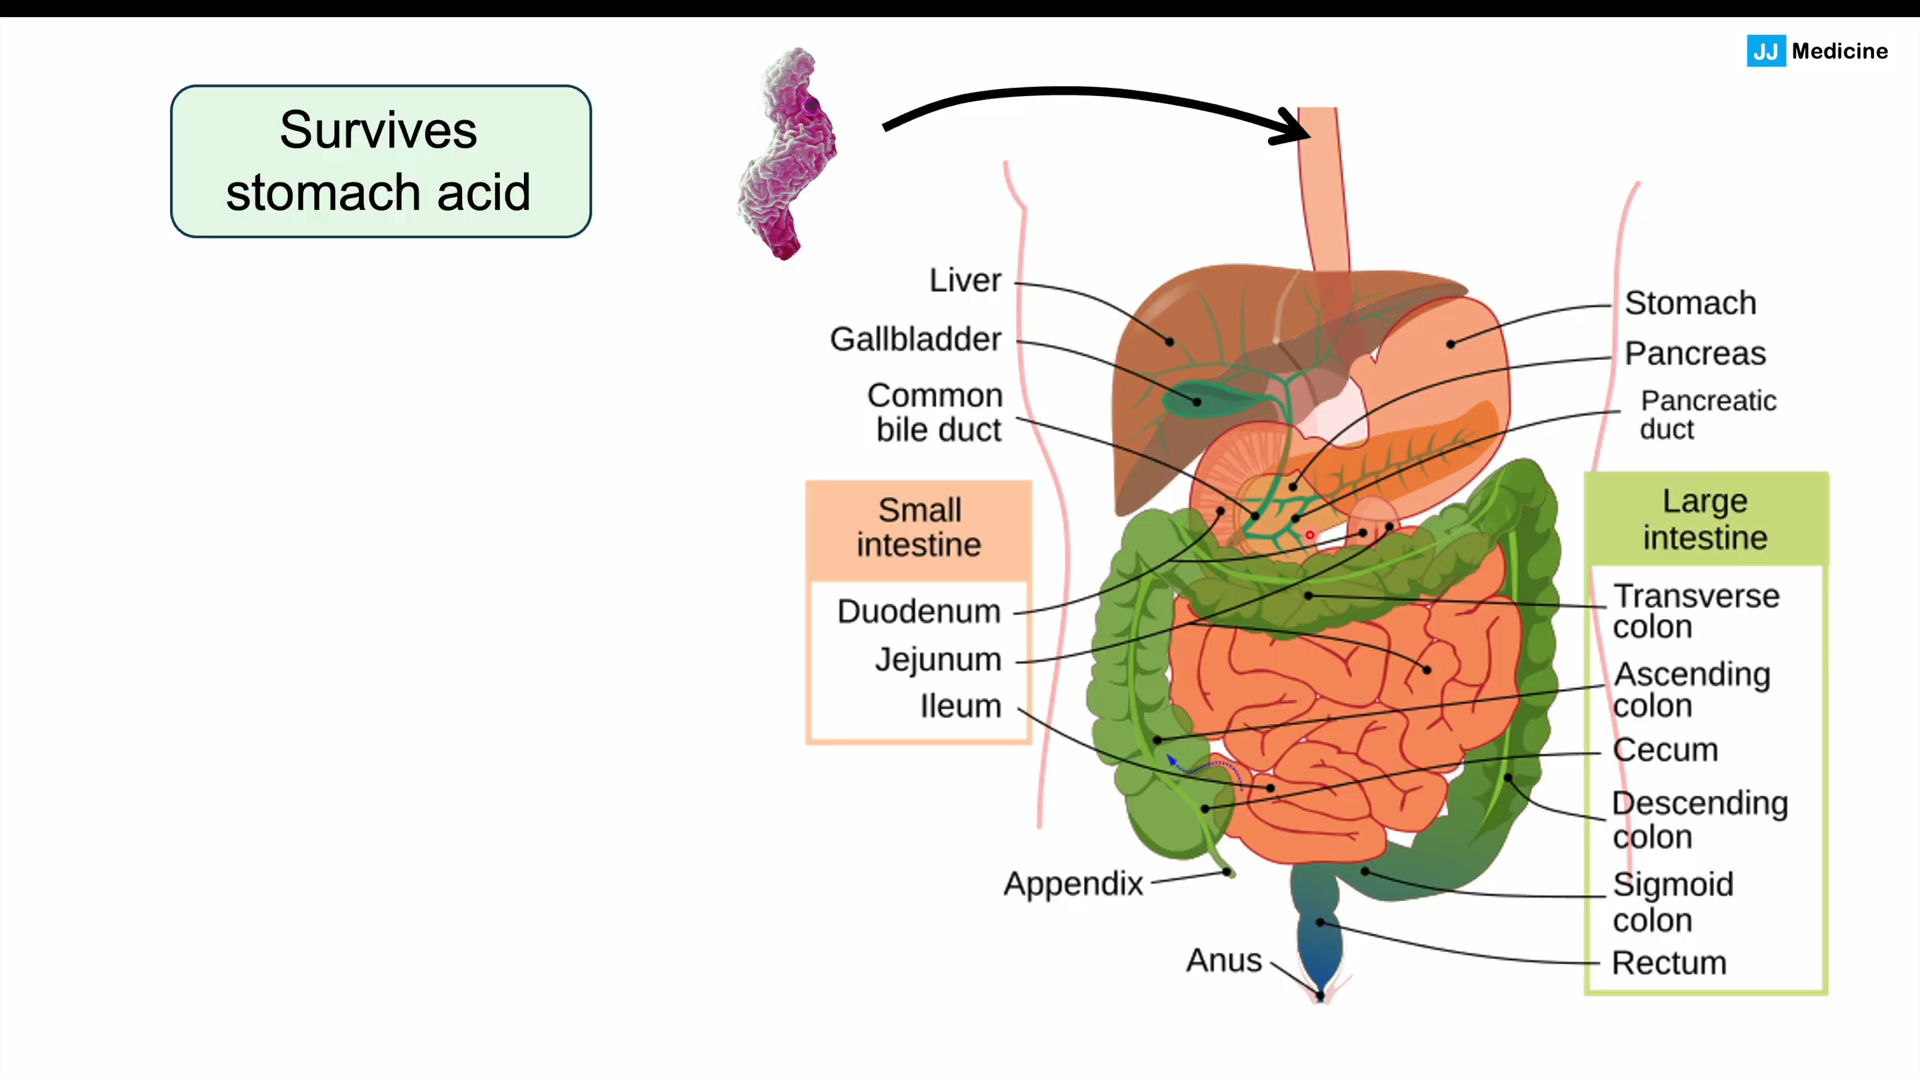 JJ Medicine
Survives
stomach acid
Liver
Gallbladder
Common
bile duct
Small
intestine
Duodenum
Jejunum
Ileum
Appendix
Anus
Stomach
Pancreas
Pancreatic
duct
Large
intestine
Transverse
colon
Ascending
colon
Cecum
Descending
colon
Sigmoid
colon
Rectum